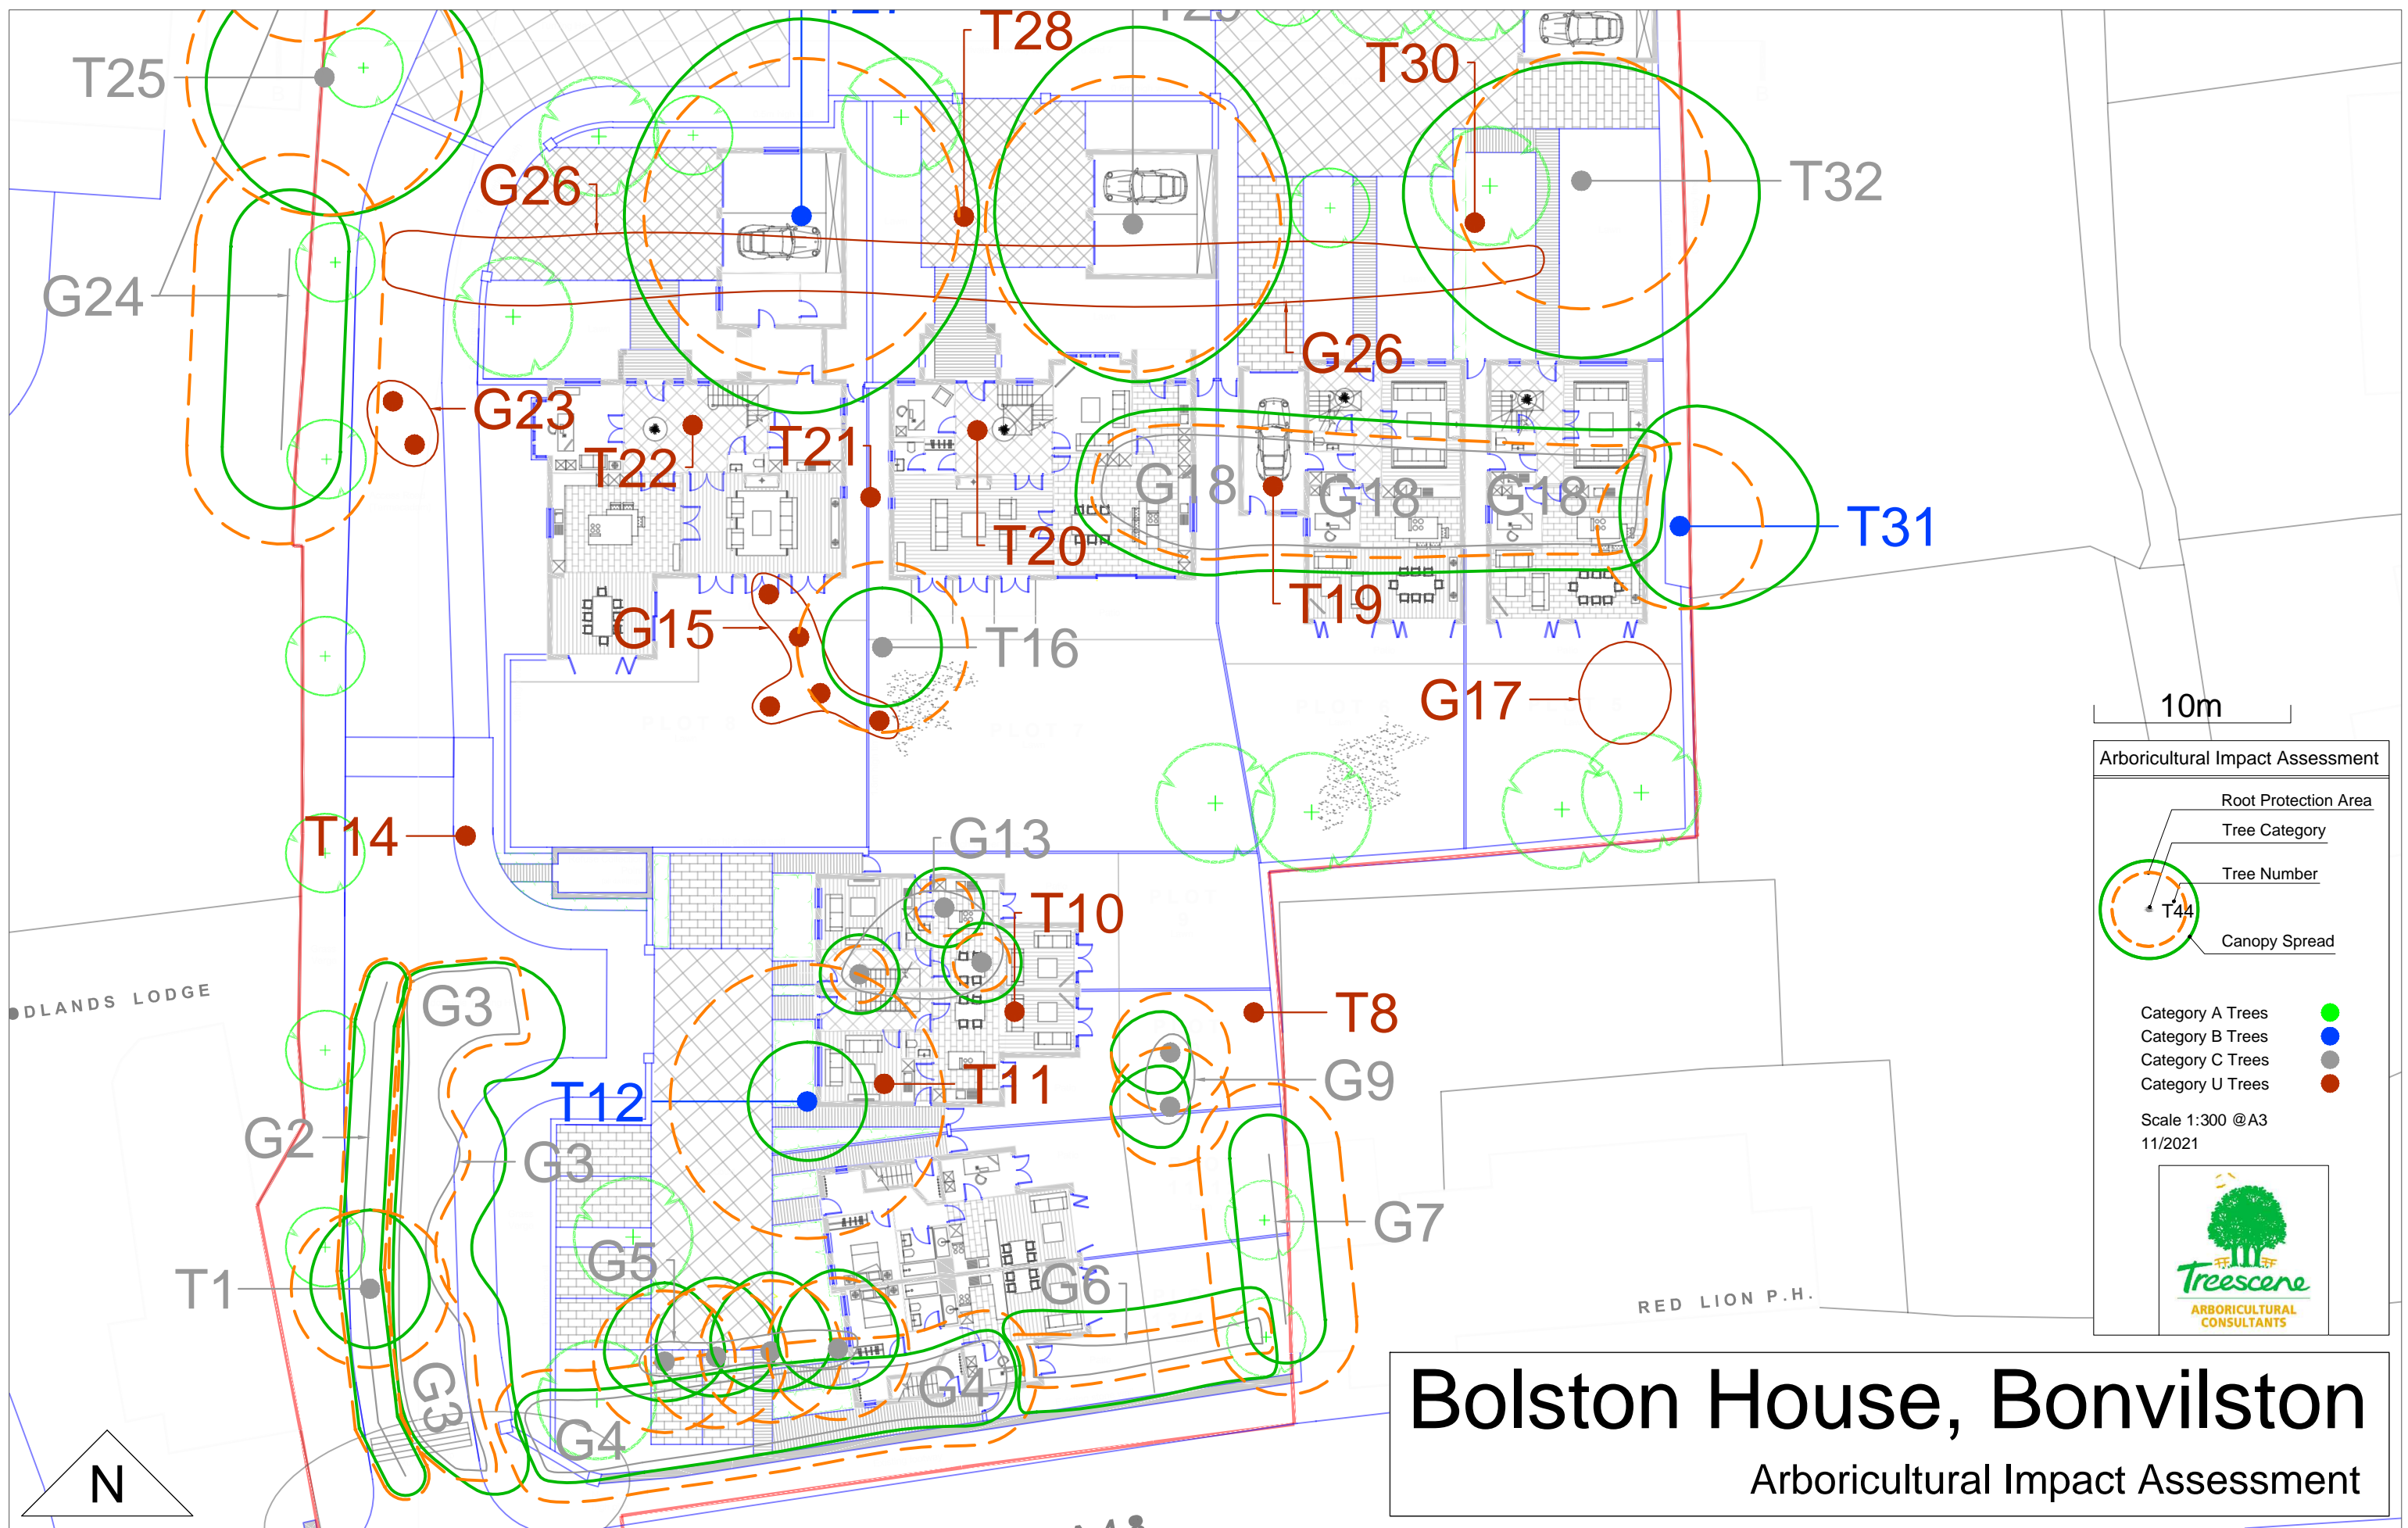 T28
T30
T25
T32
G26
G24
G26
G23
T22
T21
G18
G18
G18
T31
T20
T19
G15
T16
G17
10m
Arboricultural Impact Assessment
Root Protection Area
Tree Category
Tree Number
T44
Canopy Spread
T14
G13
T10
DLANDS LODGE
G3
T8
Category A Trees
Category B Trees
Category C Trees
Category U Trees
T12
T11
G9
Scale 1:300 @A3
11/2021
G2
G3
G7
G5
T1
G6
Treescene
ARBORICULTURAL
CONSULTANTS
RED LION P.H.
G3
G4
G4
N
Bolston House, Bonvilston
Arboricultural Impact Assessment